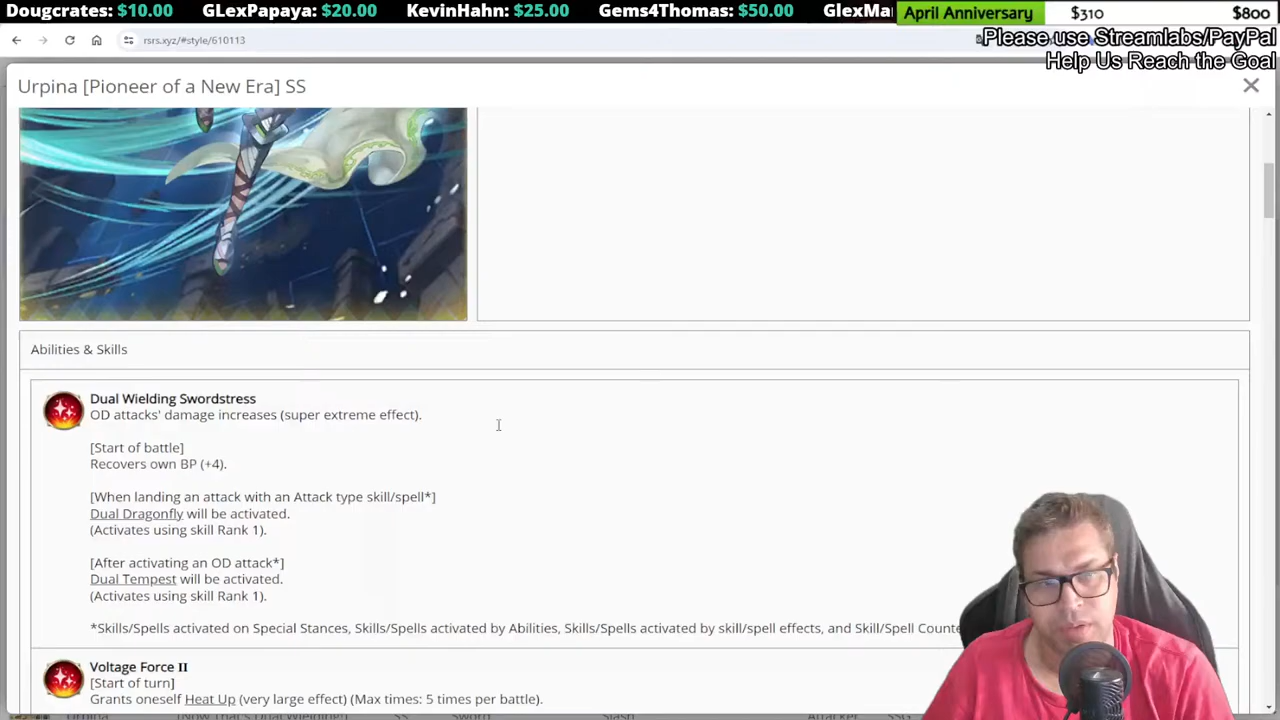 Dougcrates: $10.00 GLexPapaya: $20.00 KevinHahn: $25.00 Gems4Thomas: $50.00
April Anniversary $310 $800
Please use Streamlabs/PayPal
Help Us Reach the Goal
rsrs.xyz/#style/610113
Urpina [Pioneer of a New Era] SS
Abilities & Skills
Dual Wielding Swordstress
OD attacks' damage increases (super extreme effect).
[Start of battle]
Recovers own BP (+4).
[When landing an attack with an Attack type skill/spell*]
Dual Dragonfly will be activated.
(Activates using skill Rank 1).
[After activating an OD attack*]
Dual Tempest will be activated.
(Activates using skill Rank 1).
*Skills/Spells activated on Special Stances, Skills/Spells activated by Abilities, Skills/Spells activated by skill/spell effects, and Skill/Spell
Voltage Force II
[Start of turn]
Grants oneself Heat Up (very large effect) (Max times: 5 times per battle).